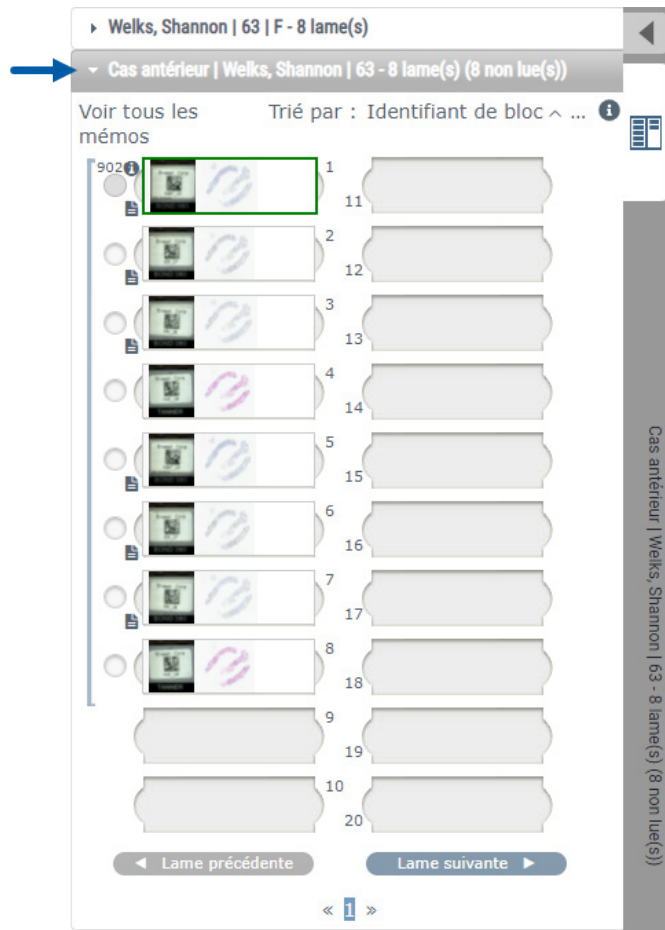 Welks, Shannon | 63 | F - 8 lame(s)
Cas antérieur | Welks, Shannon | 63 - 8 lame(s) (8 non lue(s))
Voir tous les mémos
Trié par : Identifiant de bloc ...
902
1
11
2
12
3
13
4
14
5
15
6
16
7
17
8
18
9
19
10
20
Lame précédente
Lame suivante
« 1 »
Cas antérieur | Welks, Shannon | 63 - 8 lame(s) (8 non lue(s))